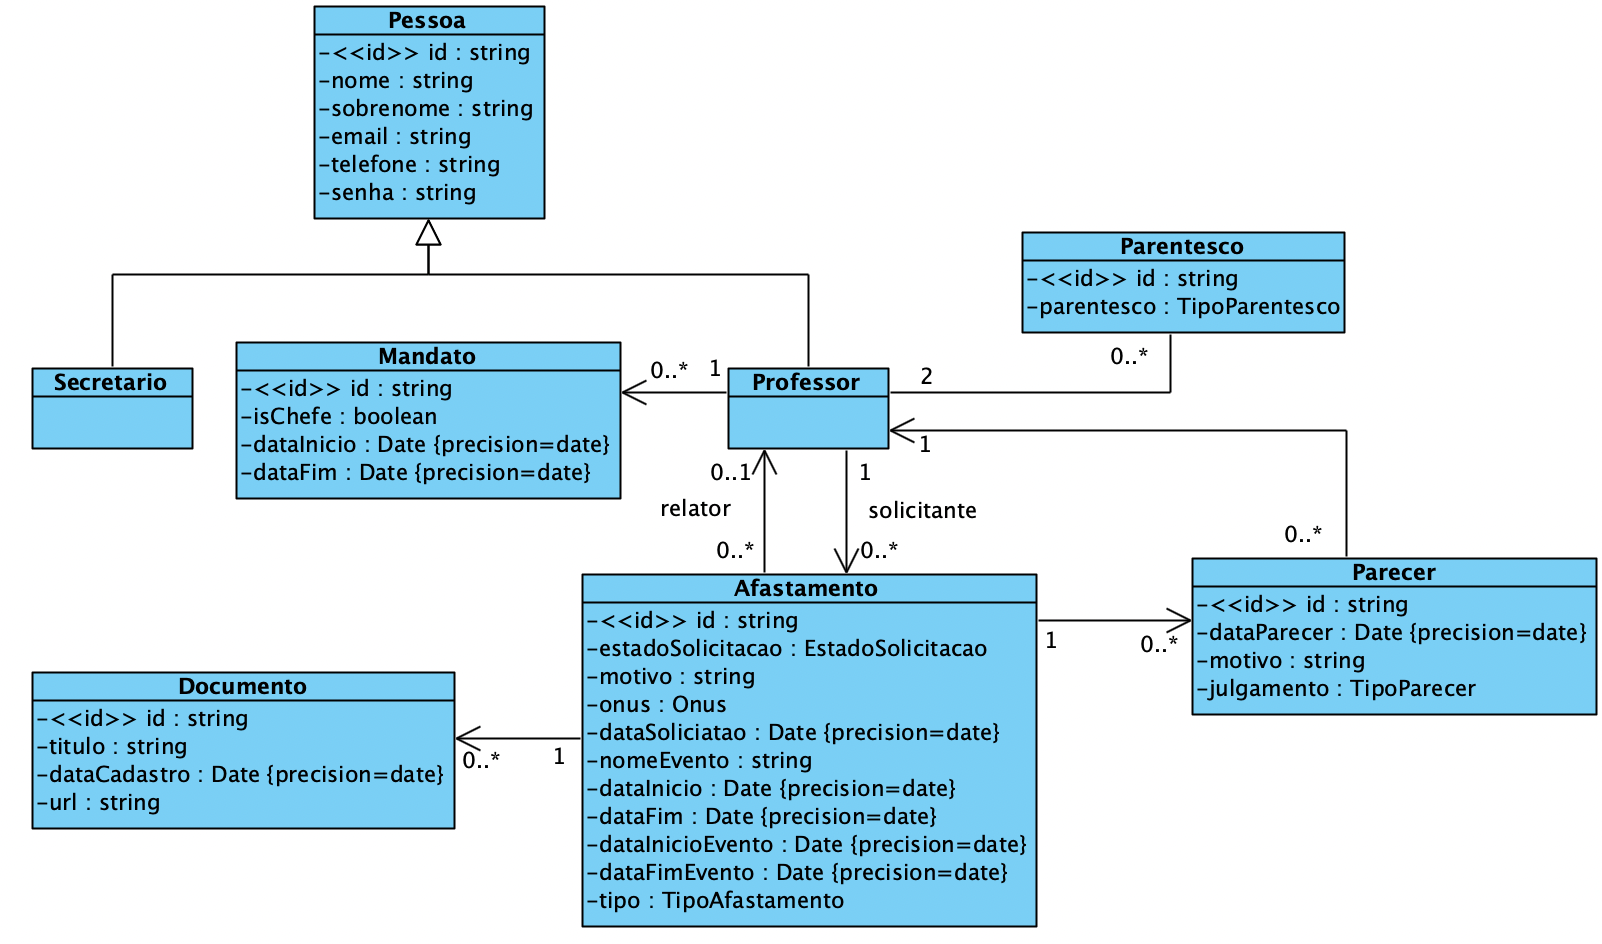 Pessoa
-<<id>> id : string
-nome : string
-sobrenome : string
-email : string
-telefone : string
-senha : string
Parentesco
-<<id>> id : string
-parentesco : TipoParentesco
0..*
Secretario
Mandato
-<<id>> id : string
-isChefe : boolean
-dataInicio : Date {precision=date}
-dataFim : Date {precision=date}
0..*
1
Professor
2
1
0..1
1
relator
solicitante
0..*
0..*
0..*
Afastamento
-<<id>> id : string
-estadoSolicitacao : EstadoSolicitacao
-motivo : string
-onus : Onus
-dataSoliciatao : Date {precision=date}
-nomeEvento : string
-dataInicio : Date {precision=date}
-dataFim : Date {precision=date}
-dataInicioEvento : Date {precision=date}
-dataFimEvento : Date {precision=date}
-tipo : TipoAfastamento
1
0..*
Parecer
-<<id>> id : string
-dataParecer : Date {precision=date}
-motivo : string
-julgamento : TipoParecer
Documento
-<<id>> id : string
-titulo : string
-dataCadastro : Date {precision=date}
-url : string
0..*
1